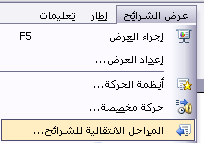 عرض الشرائح إطار تعليمات
إجراء العرض F5
إعداد العرض...
أنظمة الحركة...
حركة مخصصة...
المراحل الانتقالية للشرائح...